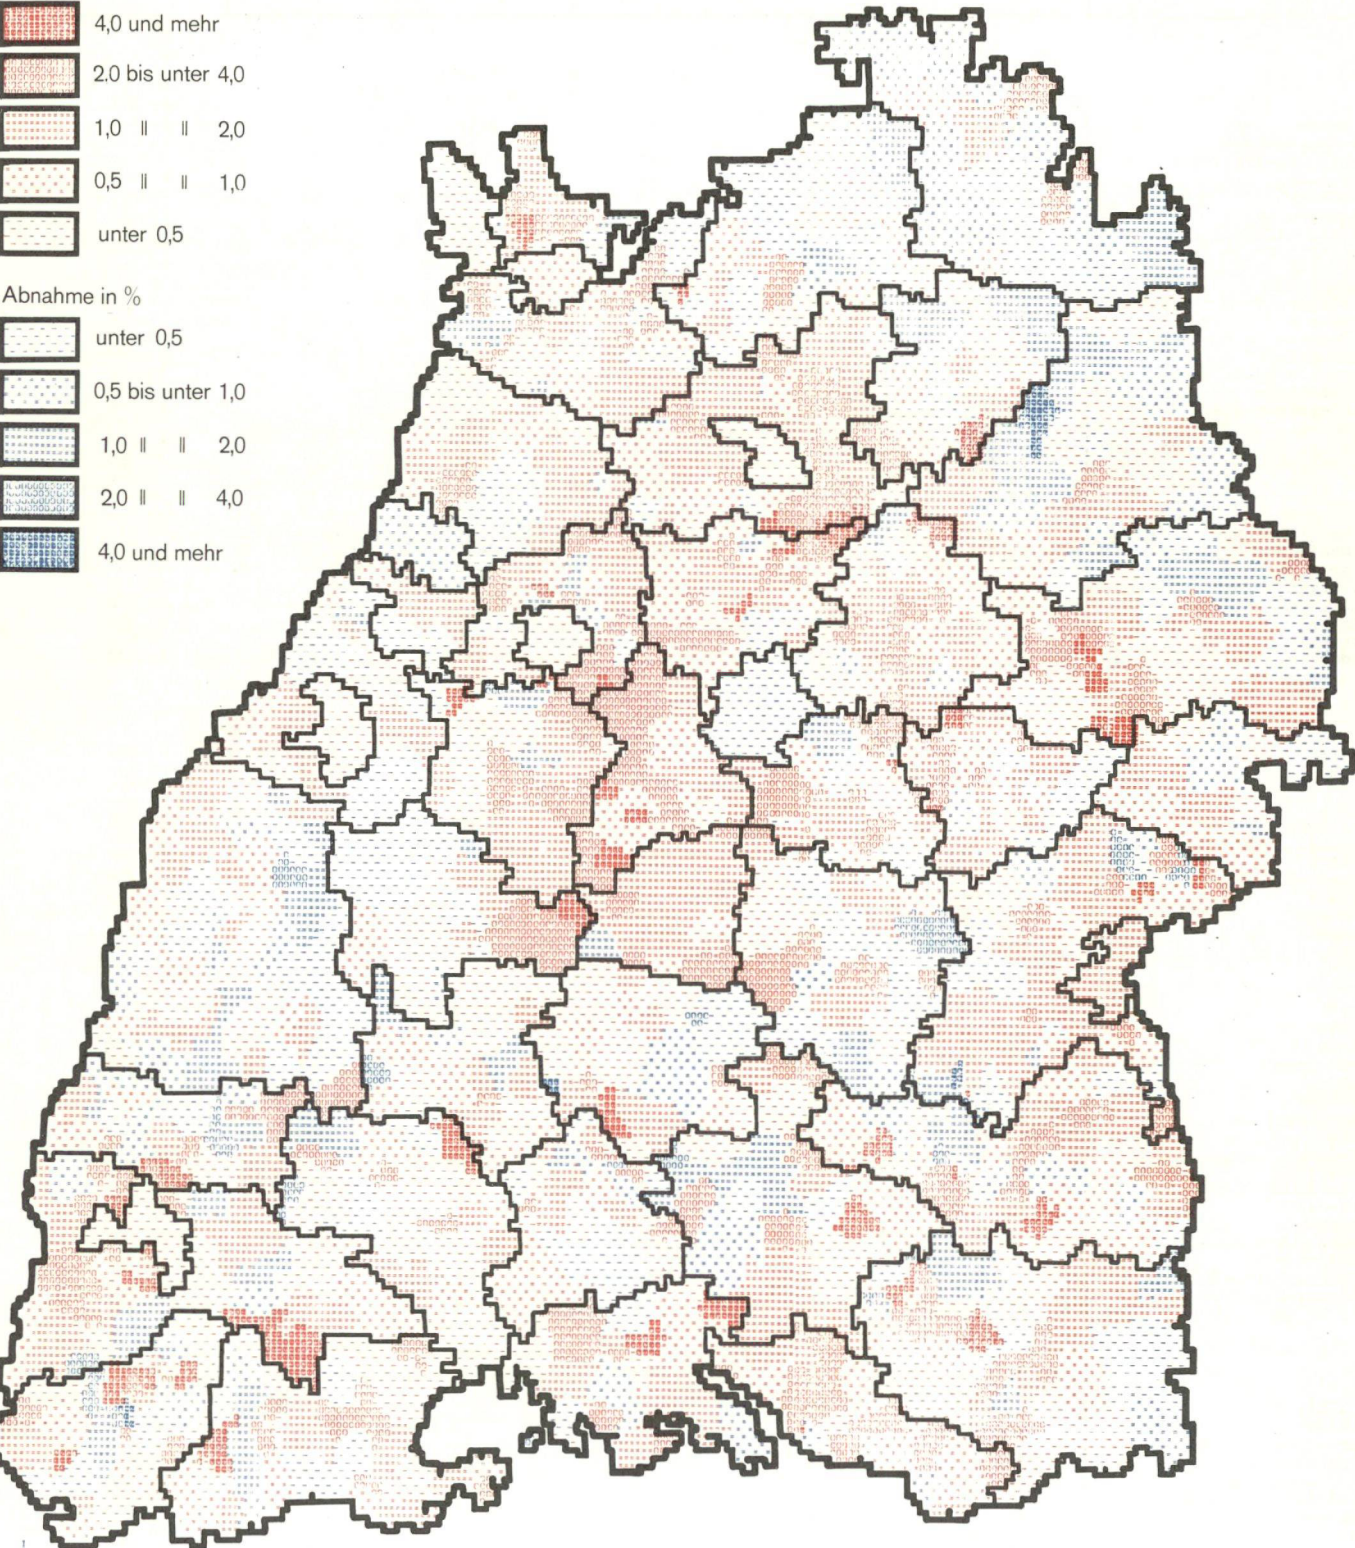 4,0 und mehr
2.0 bis unter 4,0
1,0 " " 2,0
0,5 " " 1,0
unter 0,5
Abnahme in %
unter 0,5
0,5 bis unter 1,0
1,0 " " 2,0
2,0 " " 4,0
4,0 und mehr